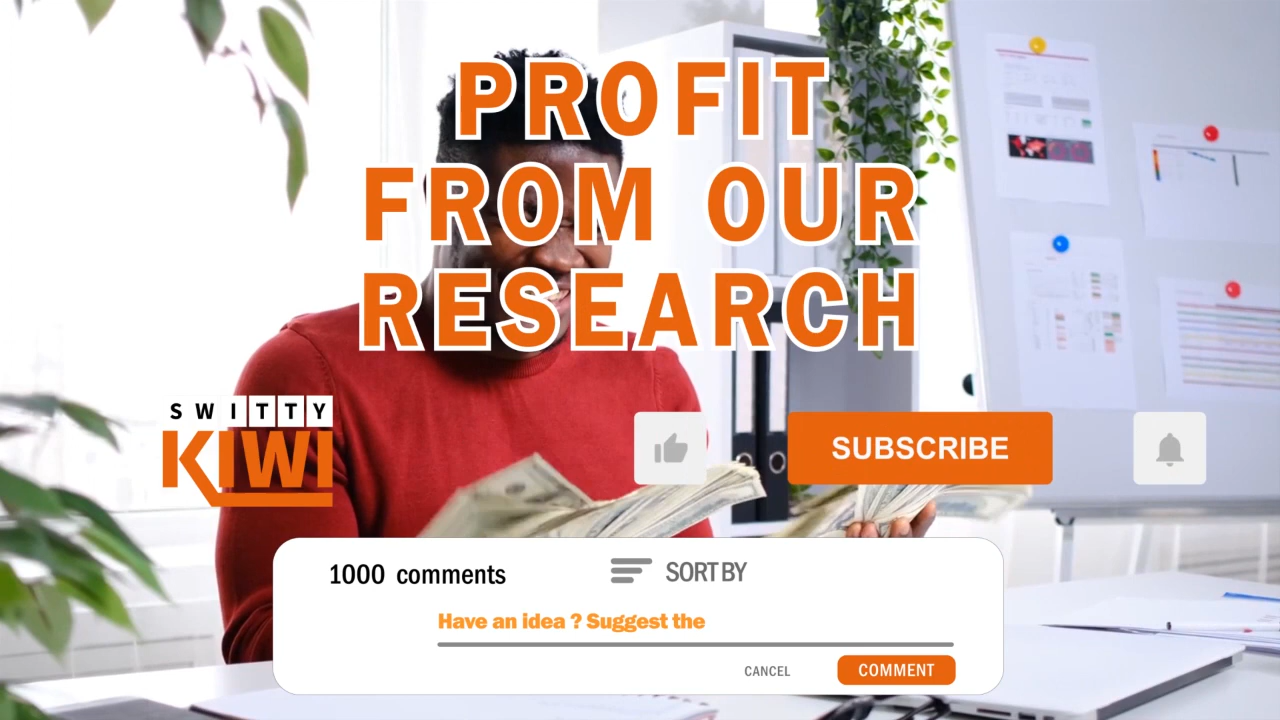 PROFIT
FROM OUR
RESEARCH
SWITTY
KIWI
SUBSCRIBE
1000 comments
SORT BY
Have an idea ? Suggest the
CANCEL
COMMENT